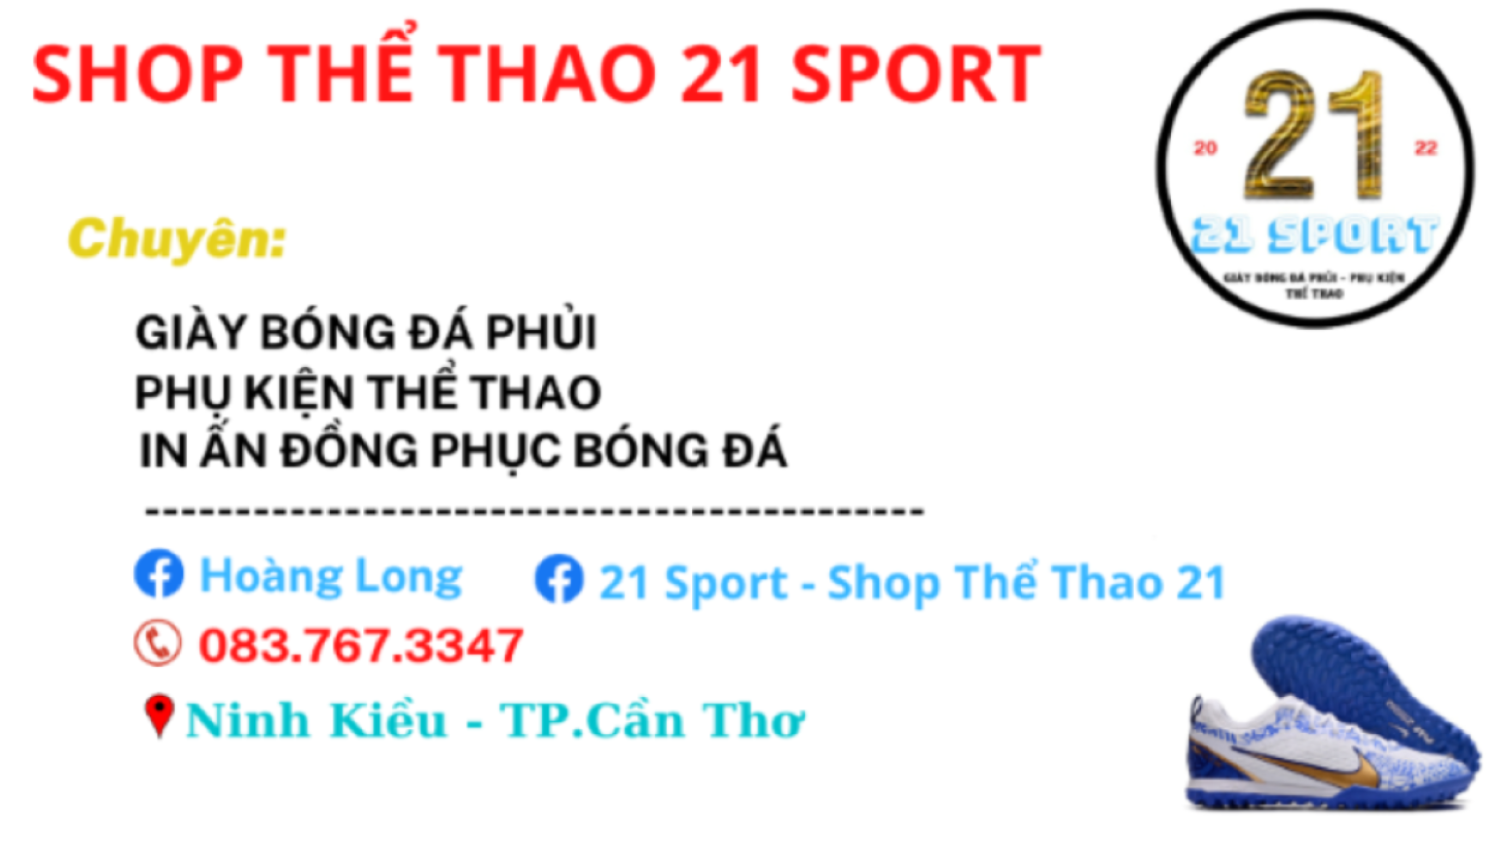 SHOP THỂ THAO 21 SPORT
21
20
22
21 SPORT
GIÀY BÓNG ĐÁ PHỦI - PHỤ KIỆN
THỂ THAO
Chuyên:
GIÀY BÓNG ĐÁ PHỦI
PHỤ KIỆN THỂ THAO
IN ẤN ĐỒNG PHỤC BÓNG ĐÁ
-------------------------------------------
Hoàng Long
21 Sport - Shop Thể Thao 21
083.767.3347
Ninh Kiều - TP.Cần Thơ